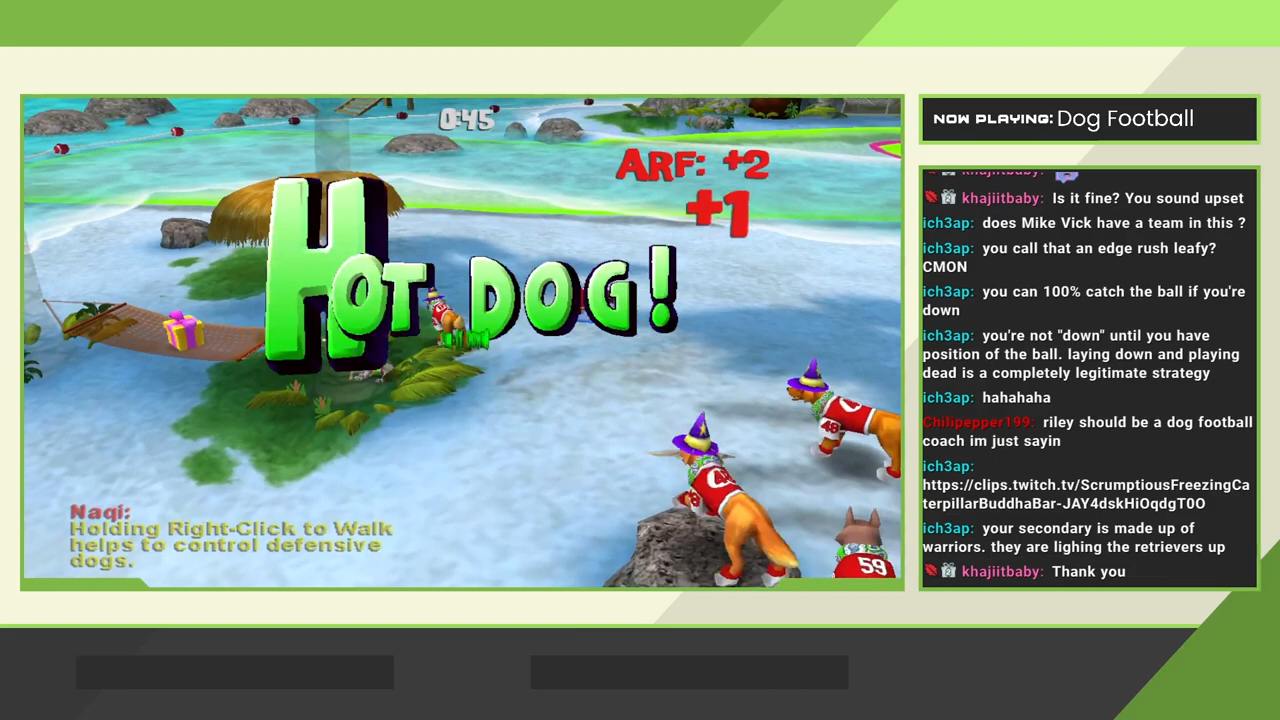 0:45
ARF: +2
+1
HOT DOG!
Naqi:
Holding Right-Click to Walk
helps to control defensive
dogs.
48
59
NOW PLAYING: Dog Football
khajiitbaby:
khajiitbaby: Is it fine? You sound upset
ich3ap: does Mike Vick have a team in this ?
ich3ap: you call that an edge rush leafy?
CMON
ich3ap: you can 100% catch the ball if you're
down
ich3ap: you're not "down" until you have
position of the ball. laying down and playing
dead is a completely legitimate strategy
ich3ap: hahahaha
Chilipepper199: riley should be a dog football
coach im just sayin
ich3ap:
https://clips.twitch.tv/ScrumptiousFreezingCa
terpillarBuddhaBar-JAY4dskHiOqdgT0O
ich3ap: your secondary is made up of
warriors. they are lighing the retrievers up
khajiitbaby: Thank you